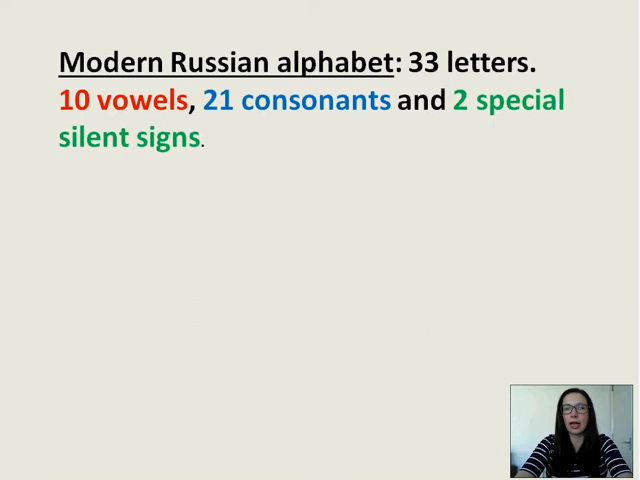 Modern Russian alphabet: 33 letters.
10 vowels, 21 consonants and 2 special
silent signs.